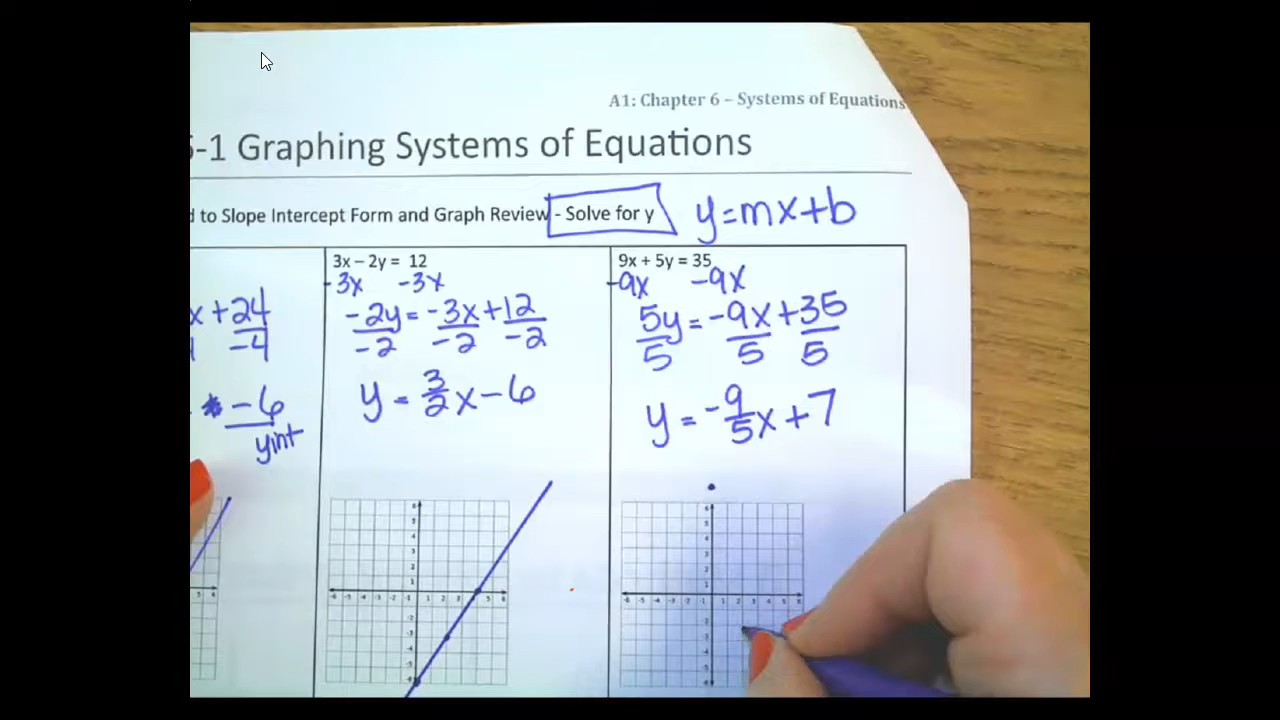 A1: Chapter 6 – Systems of Equations
-1 Graphing Systems of Equations
to Slope Intercept Form and Graph Review - Solve for y y=mx+b
3x – 2y = 12
-3x -3x
-2y = -3x + 12
-2 -2 -2
y = 3/2 x - 6
9x + 5y = 35
-9x -9x
5y = -9x + 35
5 5 5
y = -9/5 x + 7
x + 24
-4
-6
yint